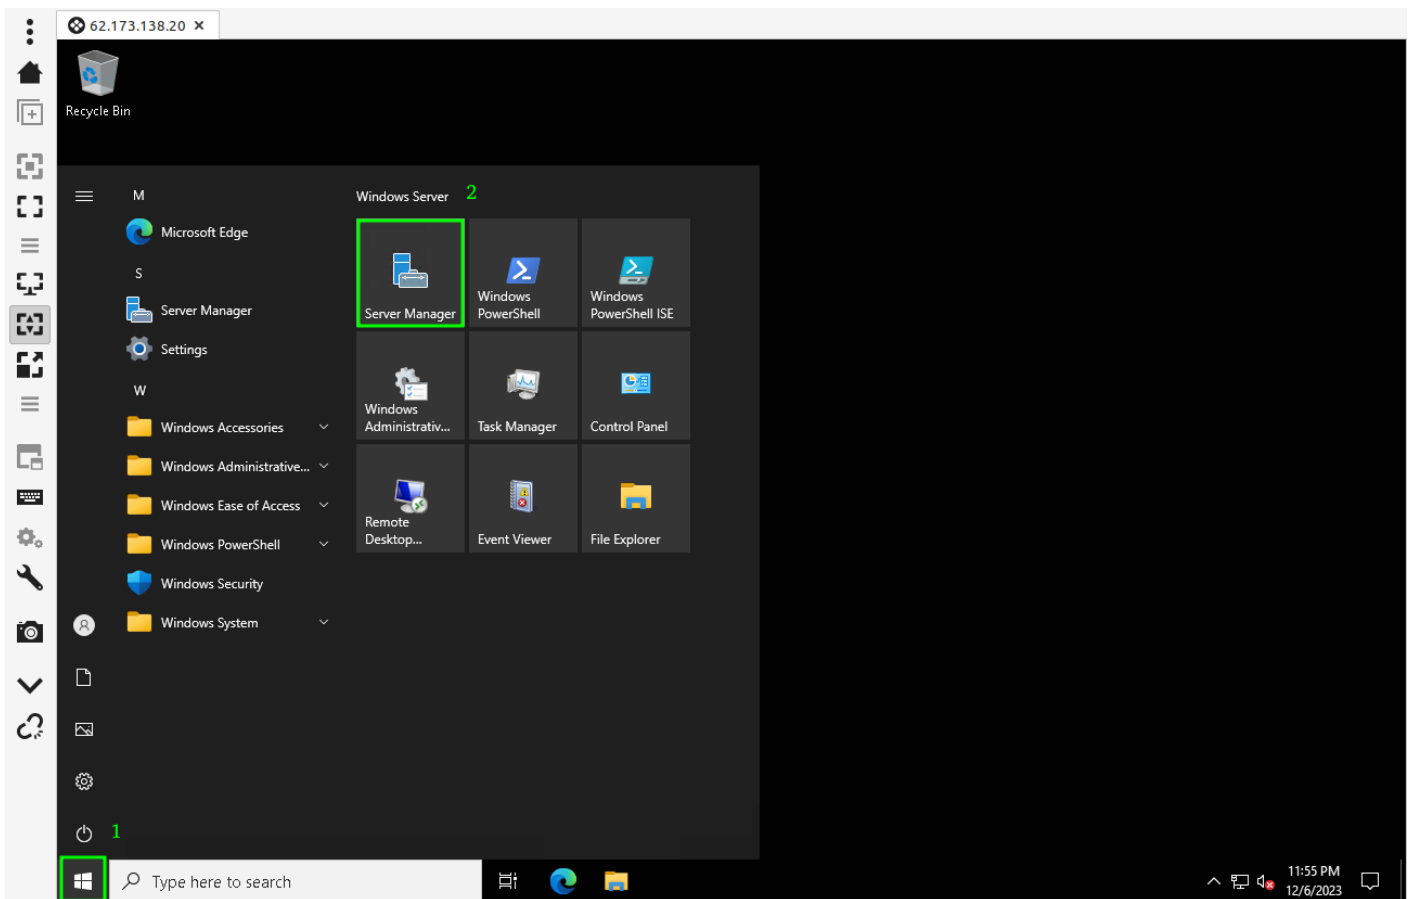 62.173.138.20
Recycle Bin
M
Microsoft Edge
S
Server Manager
Settings
W
Windows Accessories
Windows Administrative...
Windows Ease of Access
Windows PowerShell
Windows Security
Windows System
Windows Server 2
Server Manager
Windows
PowerShell
Windows
PowerShell ISE
Windows
Administrativ...
Task Manager
Control Panel
Remote
Desktop...
Event Viewer
File Explorer
1
Type here to search
11:55 PM
12/6/2023